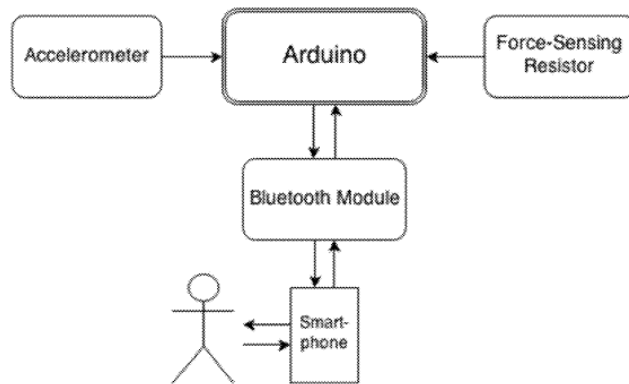 Accelerometer
Arduino
Force-Sensing
Resistor
Bluetooth Module
Smart-
phone